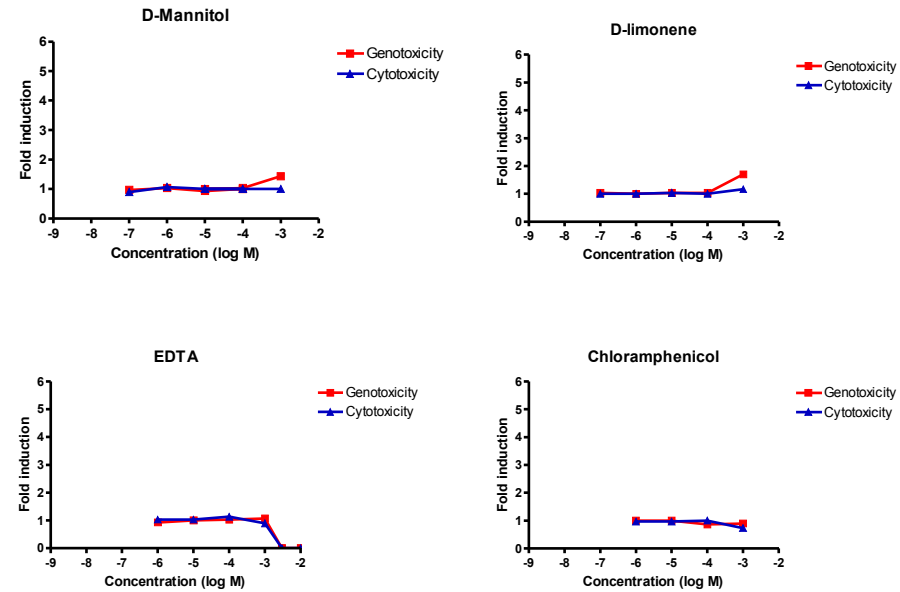 D-Mannitol
Fold induction
6
5
4
3
2
1
0
-9 -8 -7 -6 -5 -4 -3 -2
Concentration (log M)
Genotoxicity
Cytotoxicity
D-limonene
Fold induction
6
5
4
3
2
1
0
-9 -8 -7 -6 -5 -4 -3 -2
Concentration (log M)
Genotoxicity
Cytotoxicity
EDTA
Fold induction
6
5
4
3
2
1
0
-9 -8 -7 -6 -5 -4 -3 -2
Concentration (log M)
Genotoxicity
Cytotoxicity
Chloramphenicol
Fold induction
6
5
4
3
2
1
0
-9 -8 -7 -6 -5 -4 -3 -2
Concentration (log M)
Genotoxicity
Cytotoxicity